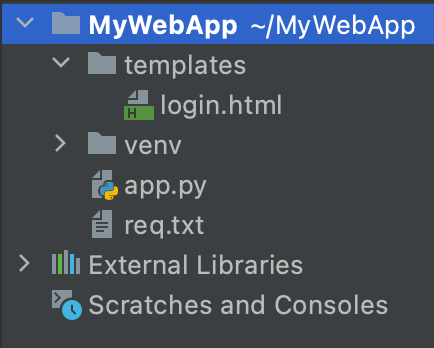 MyWebApp ~/MyWebApp
templates
H login.html
venv
app.py
req.txt
External Libraries
Scratches and Consoles